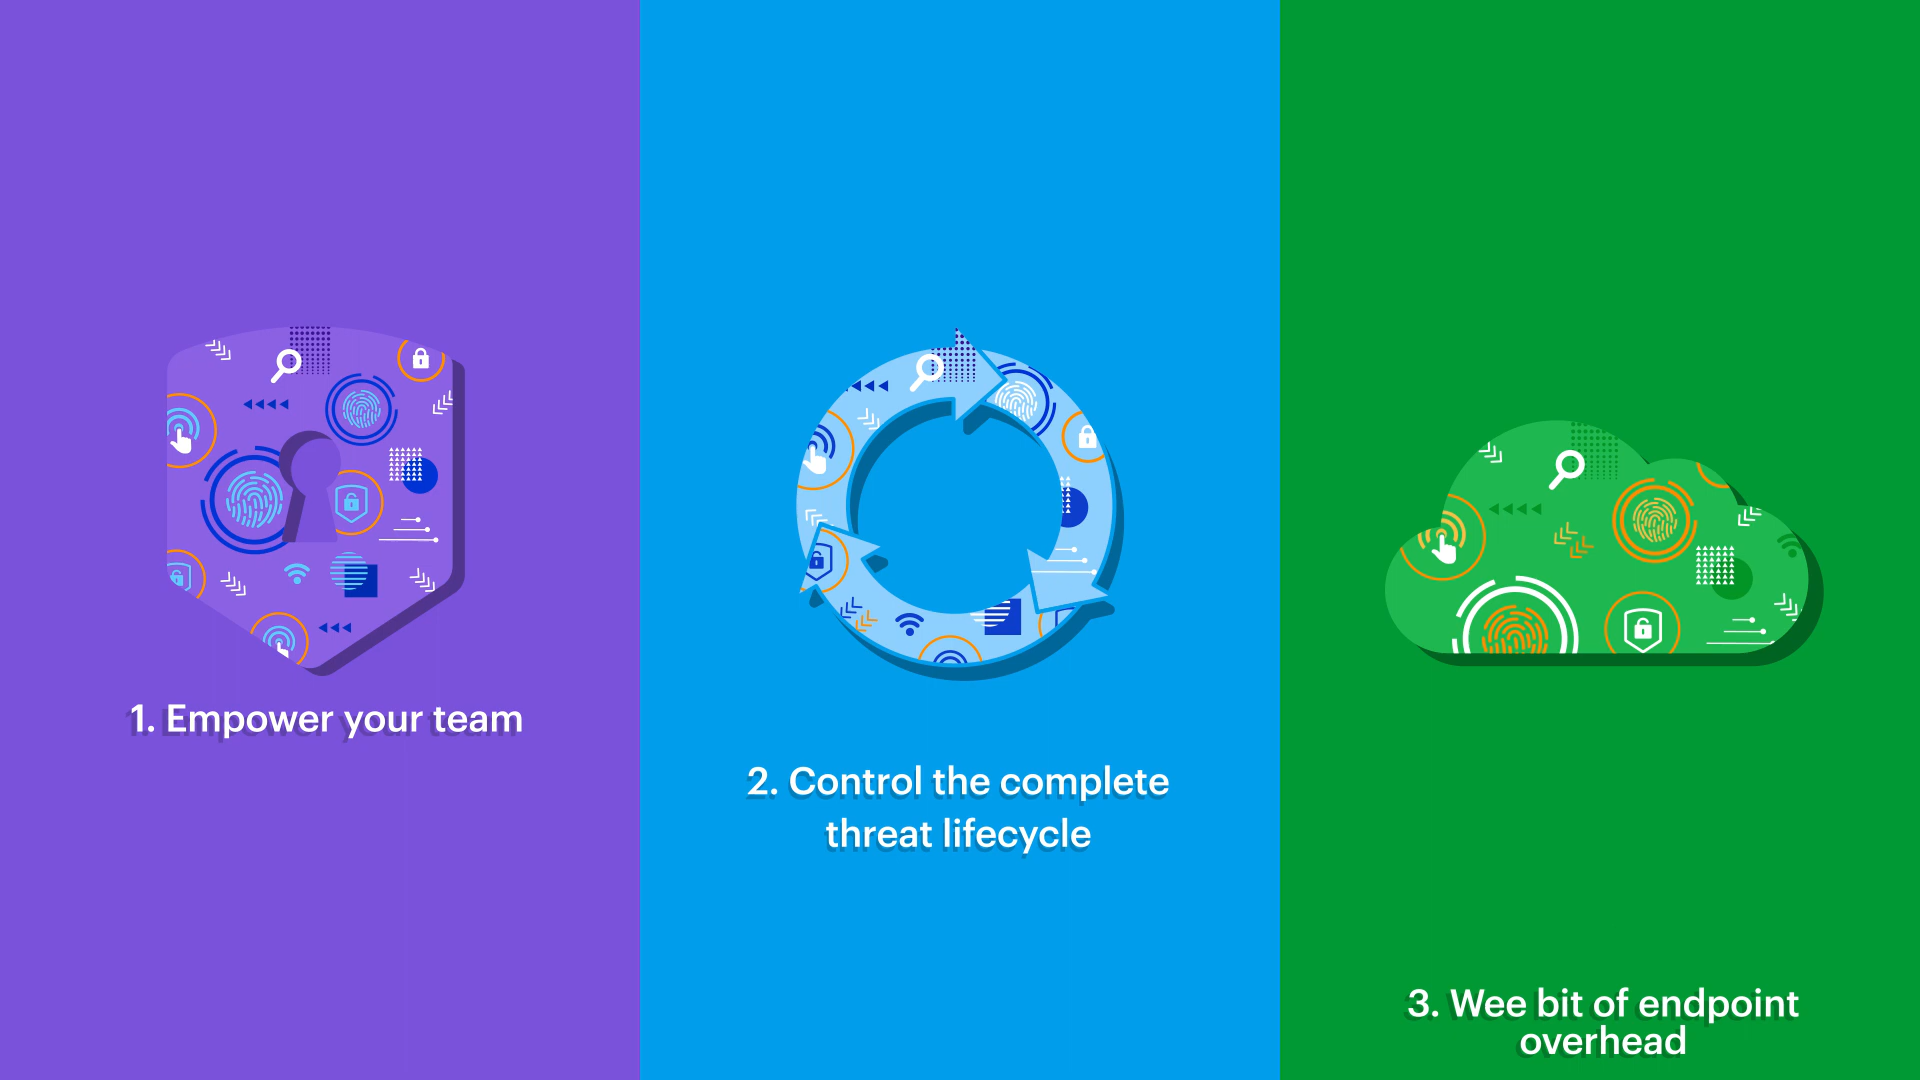 1. Empower your team
2. Control the complete
threat lifecycle
3. Wee bit of endpoint
overhead